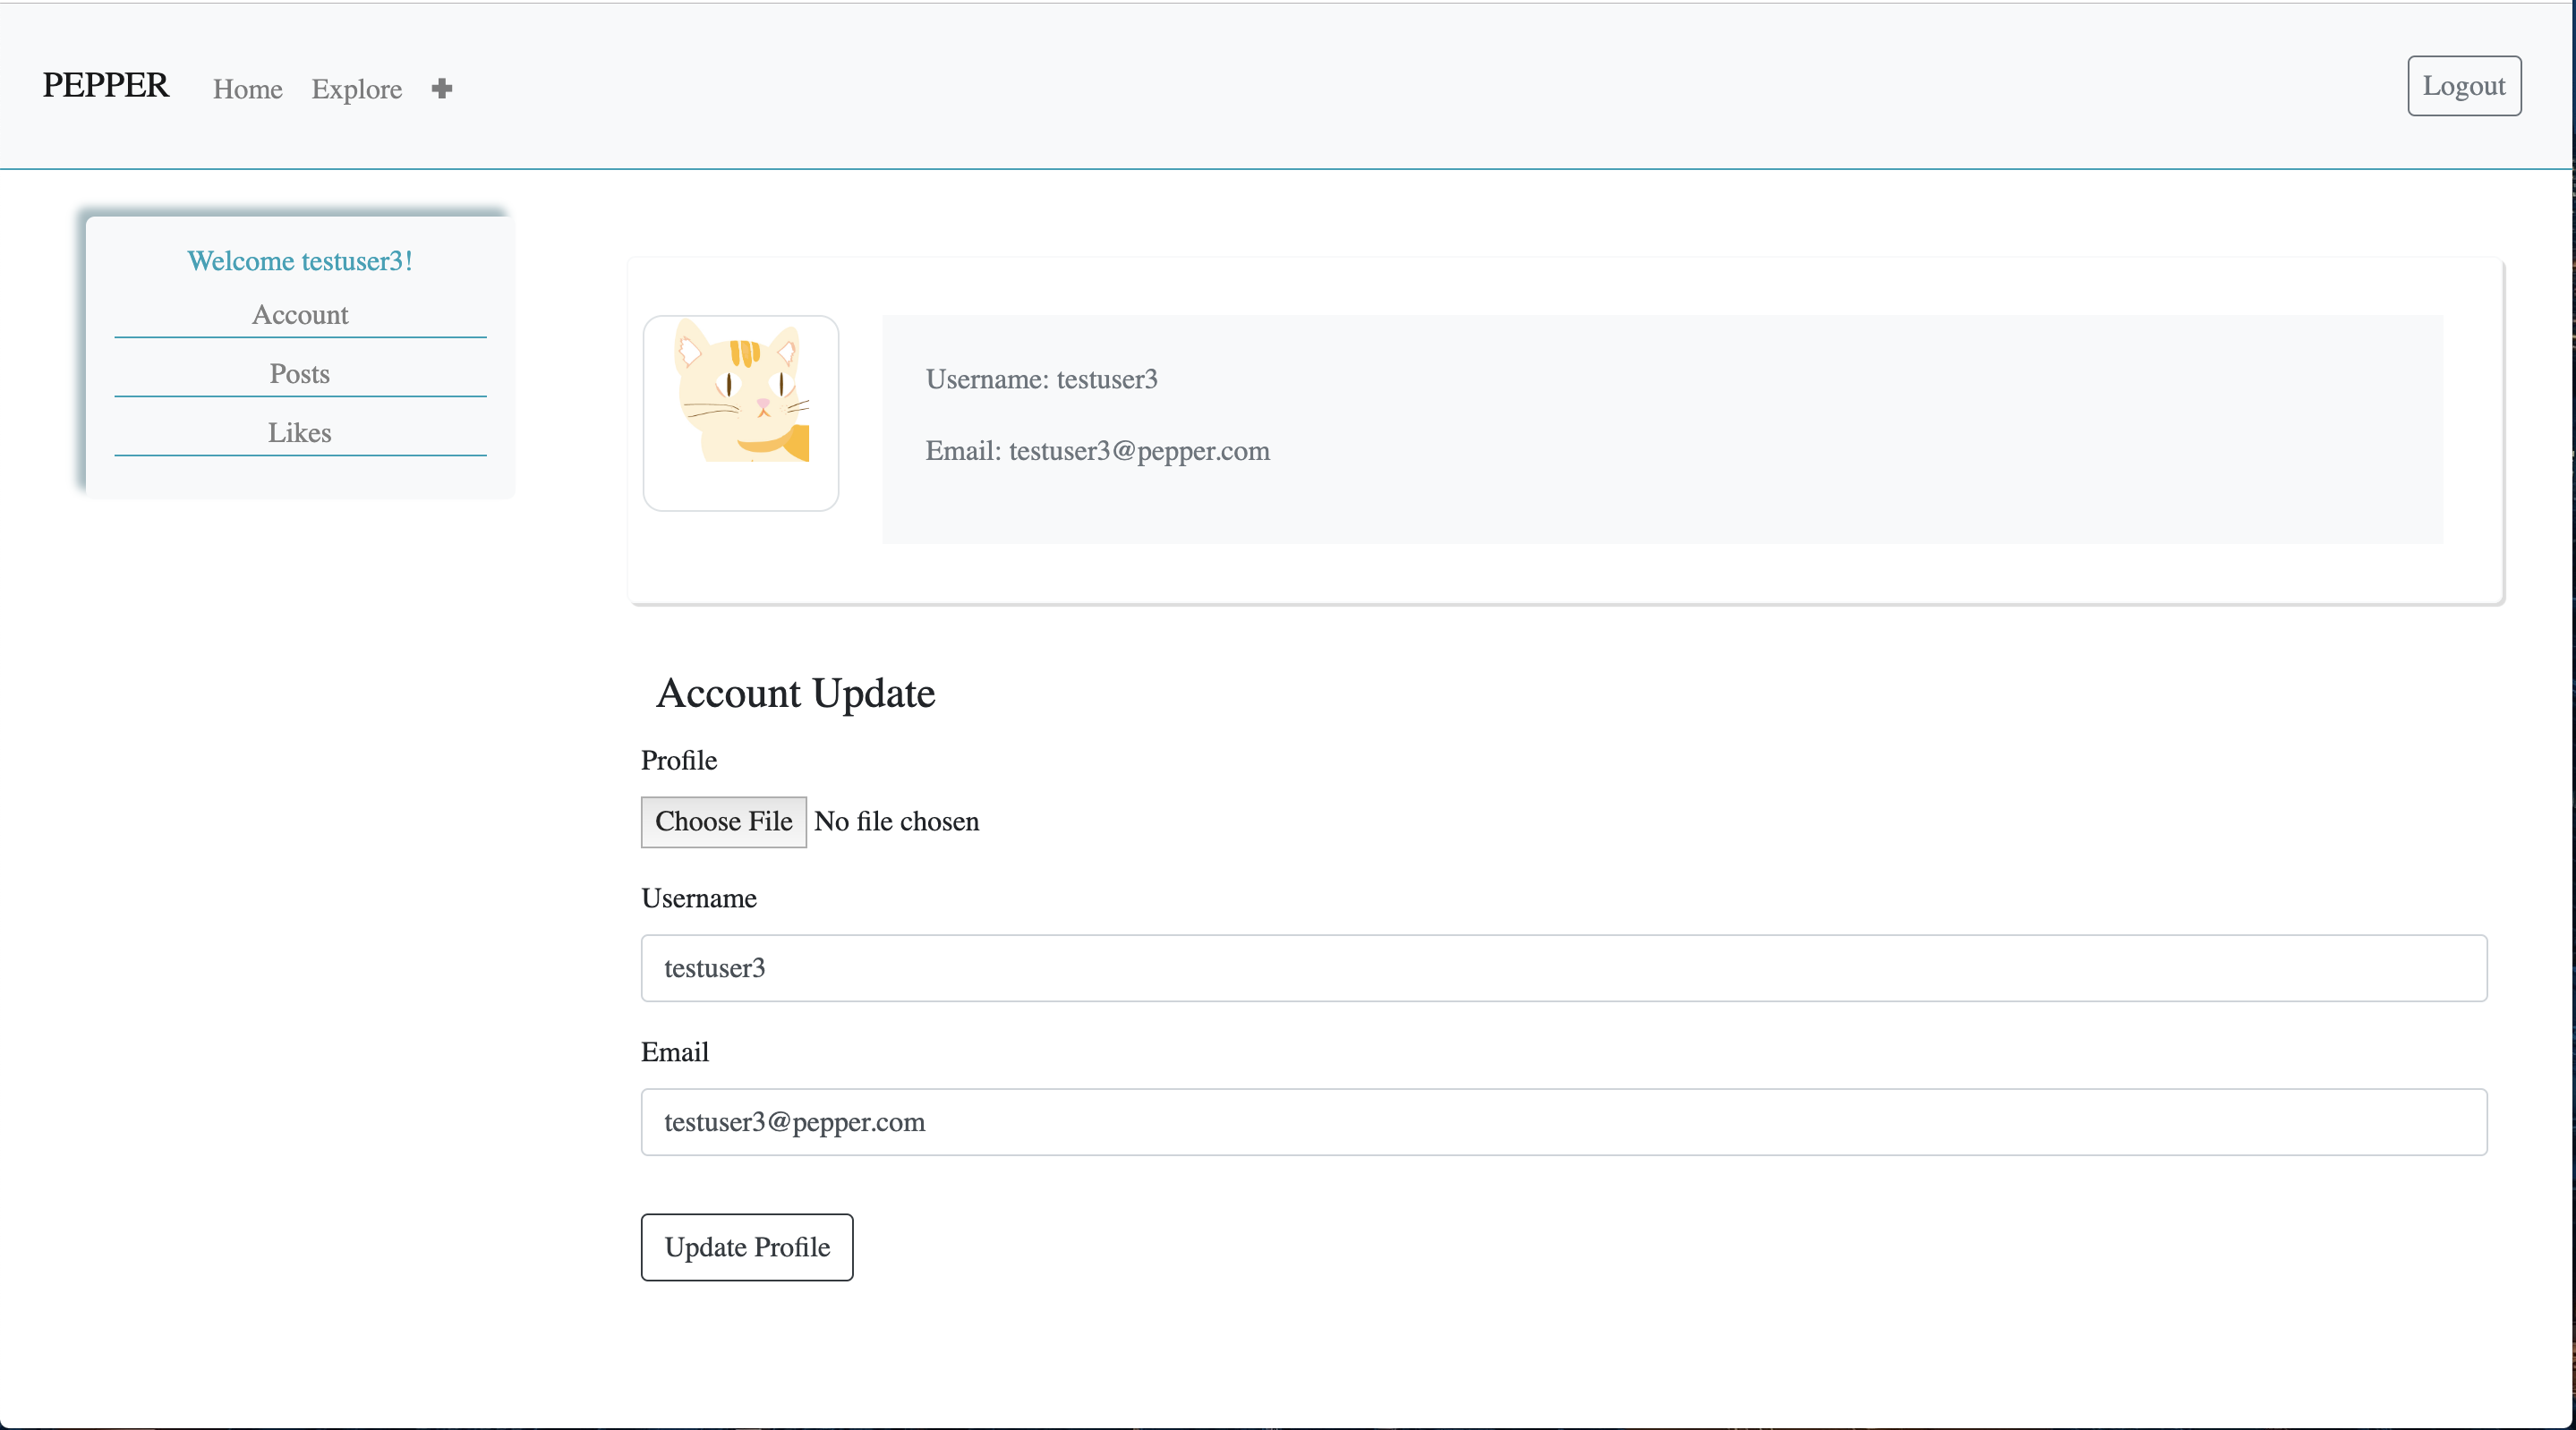 PEPPER Home Explore Logout
Welcome testuser3!
Account
Posts
Likes
Username: testuser3
Email: testuser3@pepper.com
Account Update
Profile
Choose File No file chosen
Username
testuser3
Email
testuser3@pepper.com
Update Profile